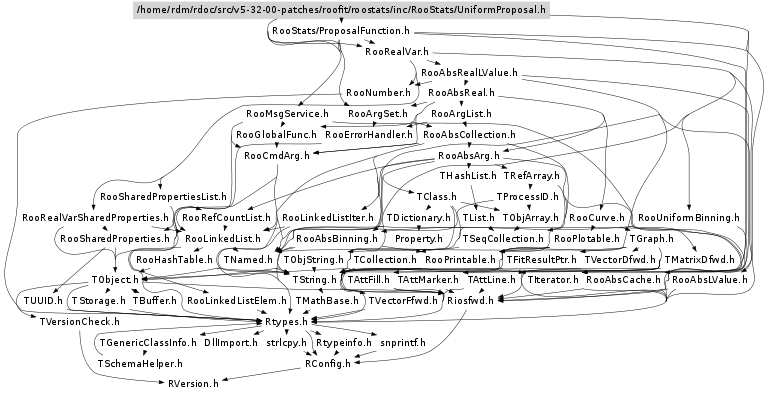 /home/rdm/rdoc/src/v5-32-00-patches/roofit/roostats/inc/RooStats/UniformProposal.h
RooStats/ProposalFunction.h
RooRealVar.h
RooAbsRealLValue.h
RooNumber.h RooAbsReal.h
RooMsgService.h RooArgSet.h RooArgList.h
RooGlobalFunc.h RooErrorHandler.h RooAbsCollection.h
RooCmdArg.h RooAbsArg.h
THashList.h TRefArray.h
RooSharedPropertiesList.h TClass.h TProcessID.h
RooRealVarSharedProperties.h RooRefCountList.h RooLinkedListIter.h TDictionary.h TList.h TObjArray.h RooCurve.h RooUniformBinning.h
RooSharedProperties.h RooLinkedList.h RooAbsBinning.h Property.h TSeqCollection.h RooPlotable.h TGraph.h
RooHashTable.h TNamed.h TObjString.h TCollection.h RooPrintable.h TFitResultPtr.h TVectorDfwd.h TMatrixDfwd.h
TObject.h TString.h TAttFill.h TAttMarker.h TAttLine.h TIterator.h RooAbsCache.h RooAbsLValue.h
TUUID.h TStorage.h TBuffer.h RooLinkedListElem.h TMathBase.h TVectorFfwd.h Riosfwd.h
TVersionCheck.h Rtypes.h
TGenericClassInfo.h DllImport.h strlcpy.h Rtypeinfo.h snprintf.h
TSchemaHelper.h RConfig.h
RVersion.h